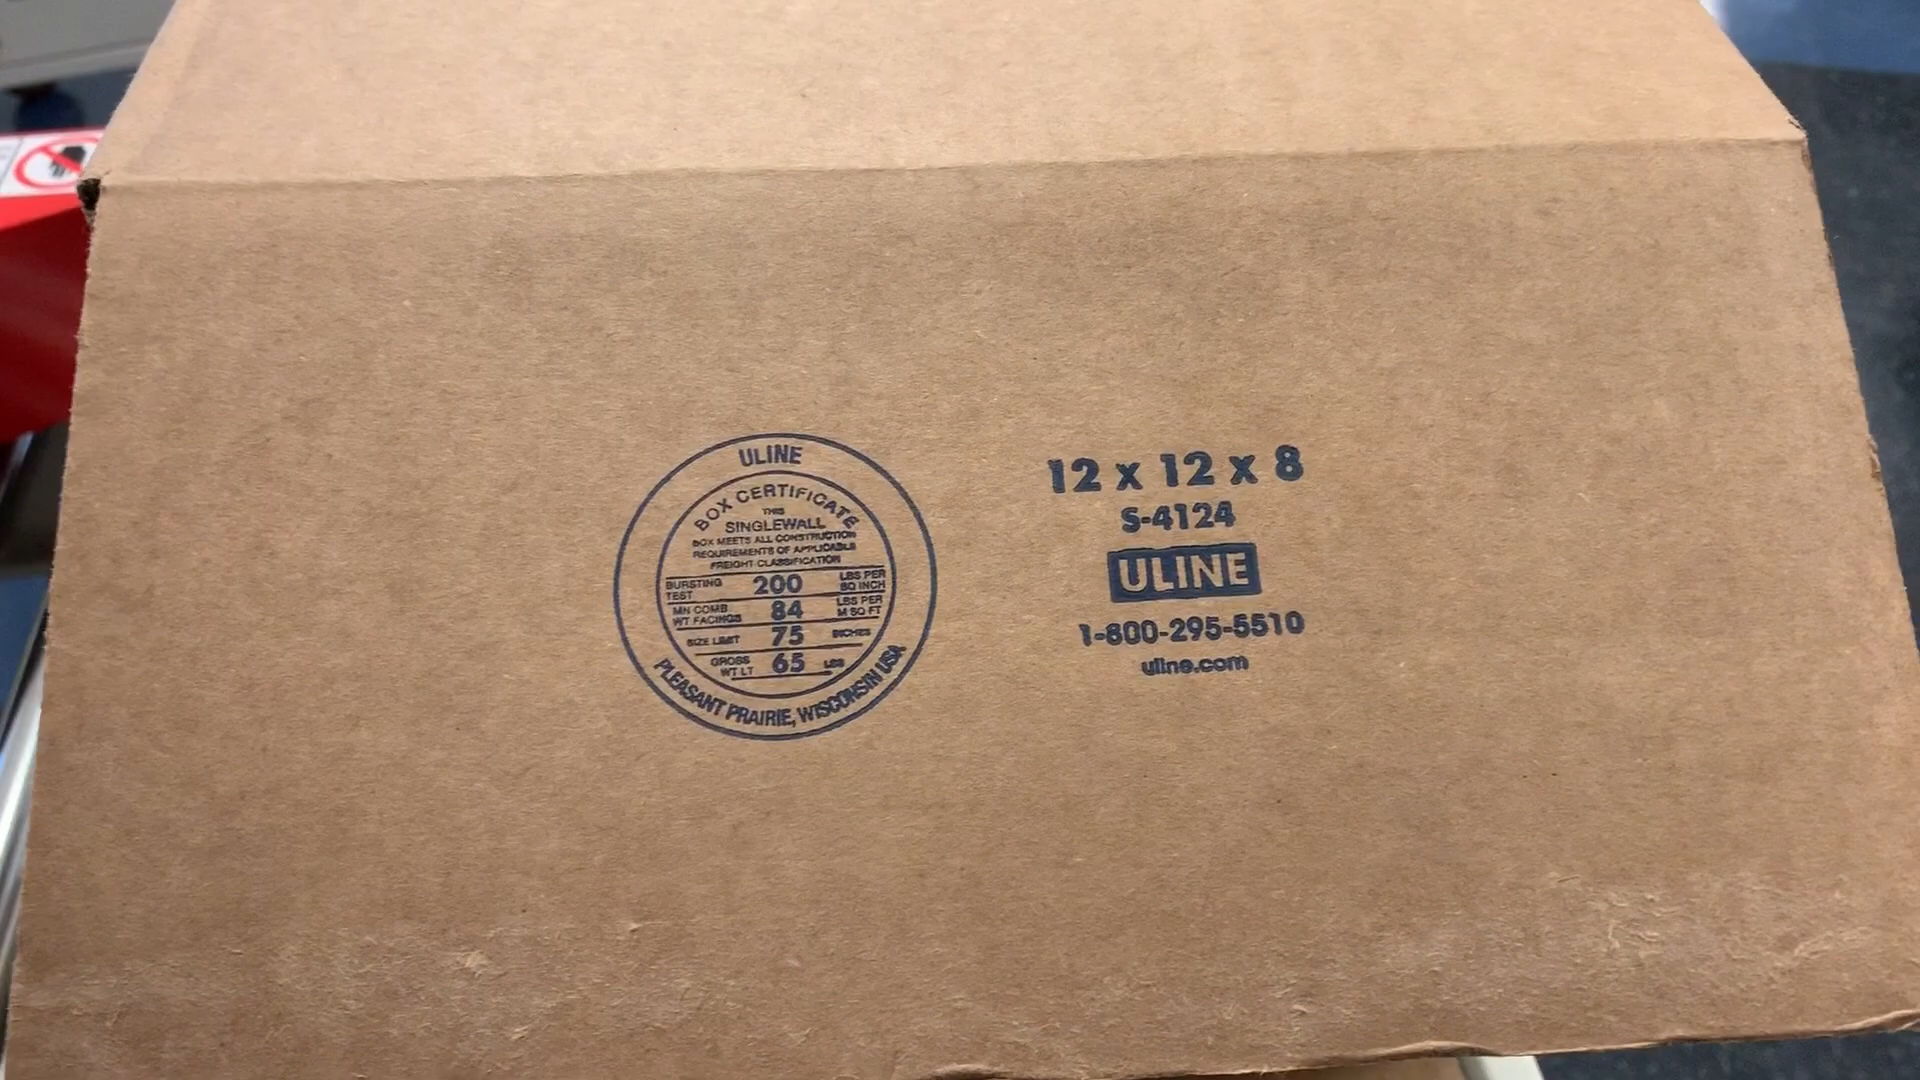 ULINE
BOX CERTIFICATE
THIS
SINGLEWALL
BOX MEETS ALL CONSTRUCTION
REQUIREMENTS OF APPLICABLE
FREIGHT CLASSIFICATION
BURSTING TEST 200 LBS PER SQ INCH
MN COMB WT FACINGS 84 LBS PER M SQ FT
SIZE LIMIT 75 INCHES
GROSS WT LT 65 LBS
PLEASANT PRAIRIE, WISCONSIN USA
12 x 12 x 8
S-4124
ULINE
1-800-295-5510
uline.com